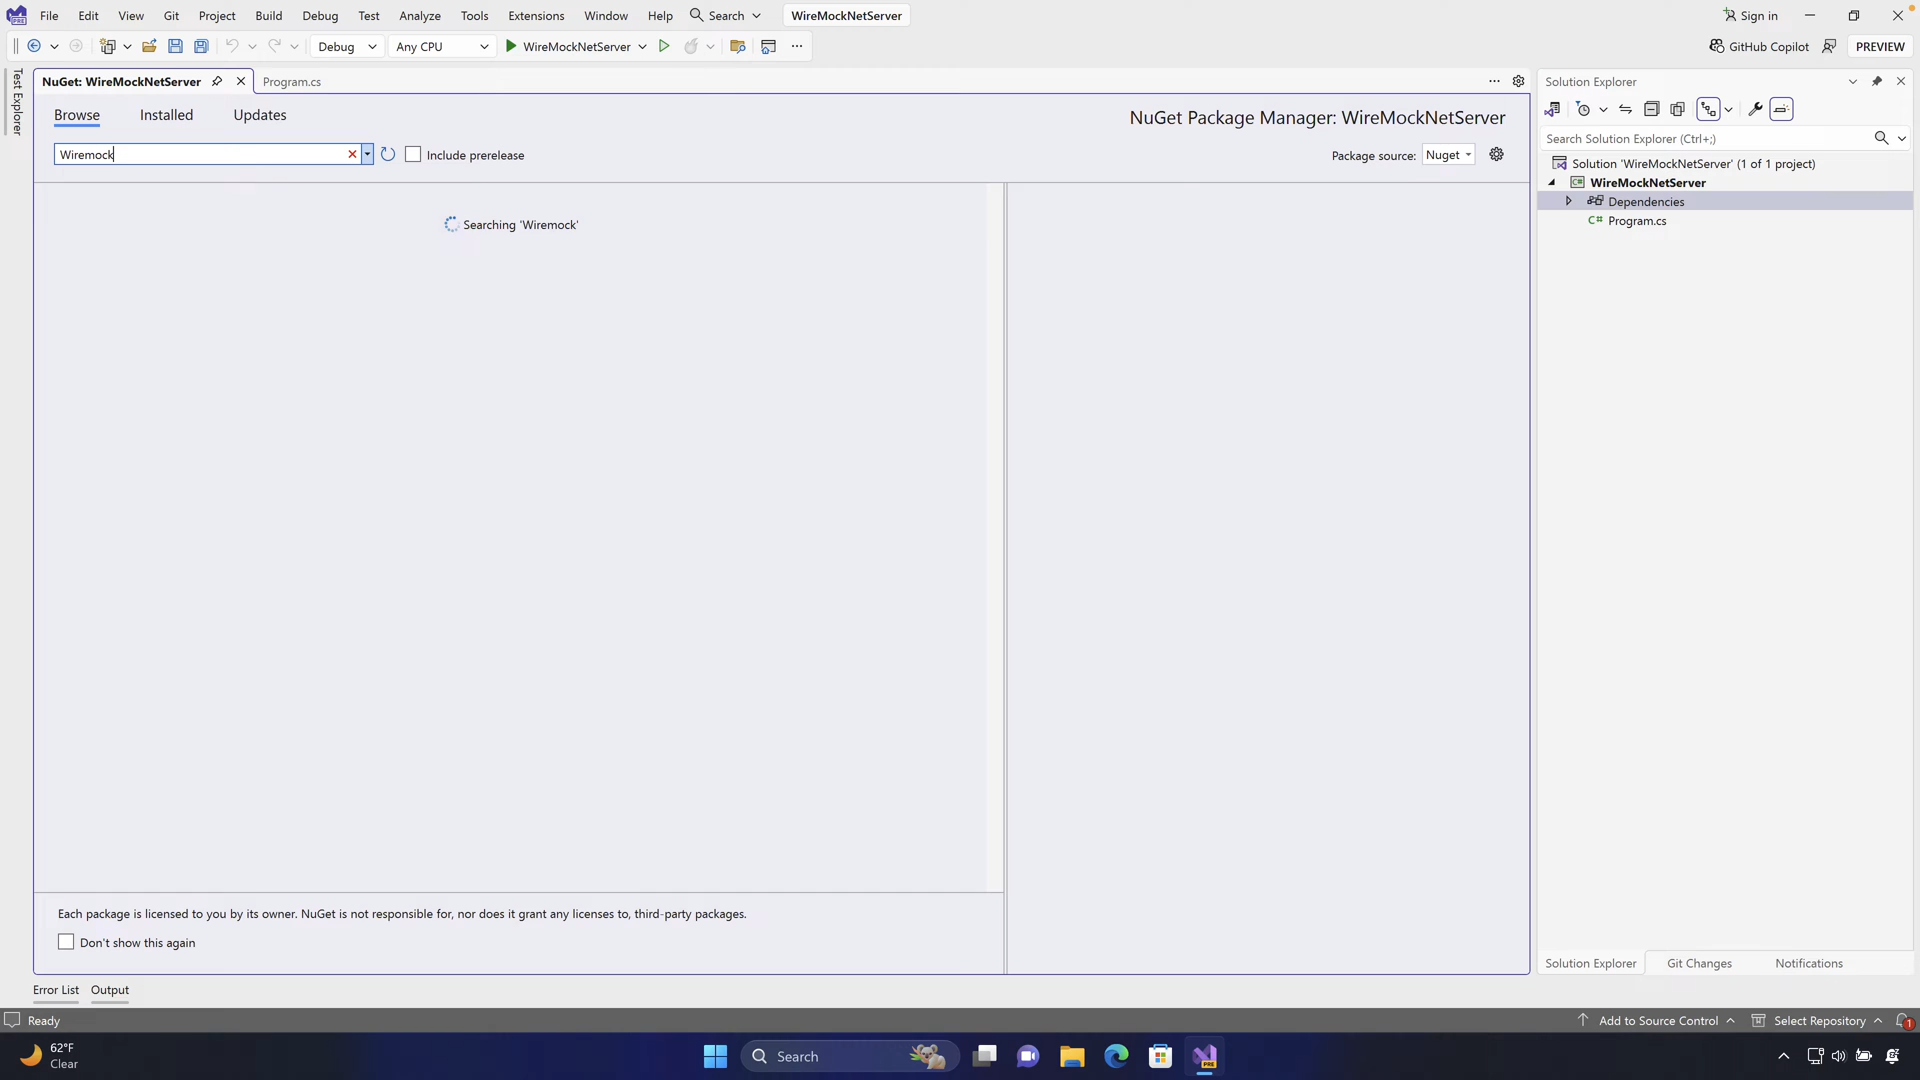 File Edit View Git Project Build Debug Test Analyze Tools Extensions Window Help Search WireMockNetServer Sign in
Debug Any CPU WireMockNetServer GitHub Copilot PREVIEW
Test Explorer
NuGet: WireMockNetServer Program.cs
Browse Installed Updates
NuGet Package Manager: WireMockNetServer
Wiremock Include prerelease Package source: Nuget
Searching 'Wiremock'
Each package is licensed to you by its owner. NuGet is not responsible for, nor does it grant any licenses to, third-party packages.
Don't show this again
Solution Explorer
Search Solution Explorer (Ctrl+;)
Solution 'WireMockNetServer' (1 of 1 project)
C# WireMockNetServer
Dependencies
C# Program.cs
Solution Explorer Git Changes Notifications
Error List Output
Ready Add to Source Control Select Repository 1
62°F
Clear
Search
PRE